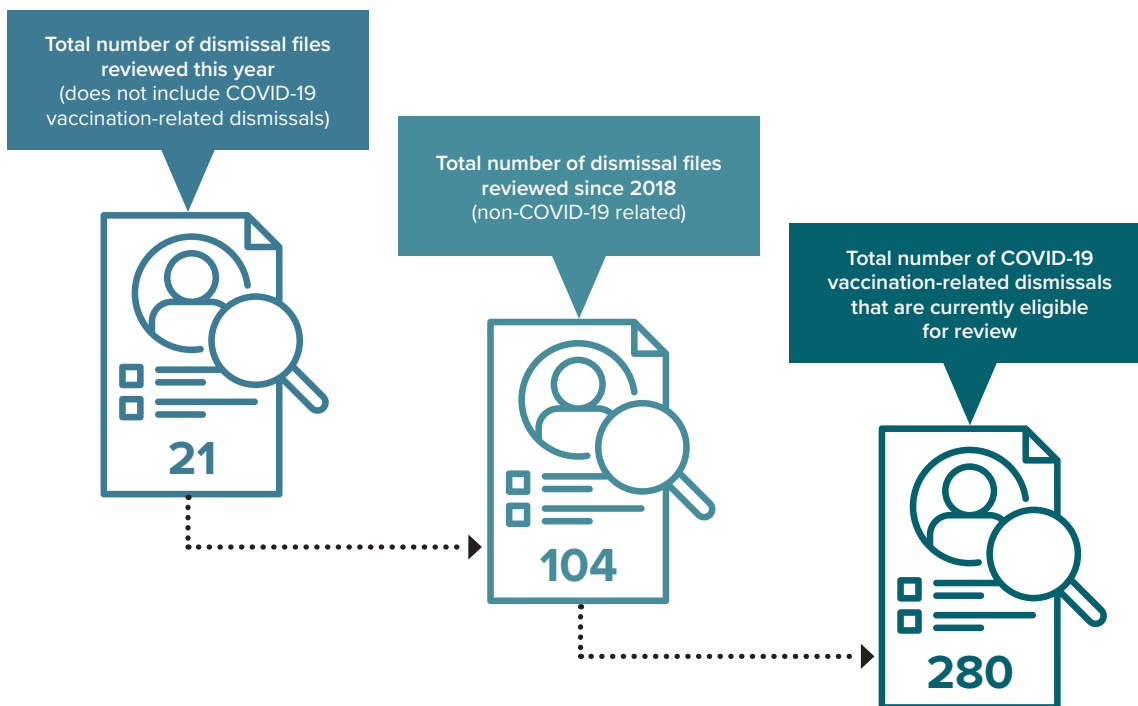 Total number of dismissal files
reviewed this year
(does not include COVID-19
vaccination-related dismissals)
21
Total number of dismissal files
reviewed since 2018
(non-COVID-19 related)
104
Total number of COVID-19
vaccination-related dismissals
that are currently eligible
for review
280